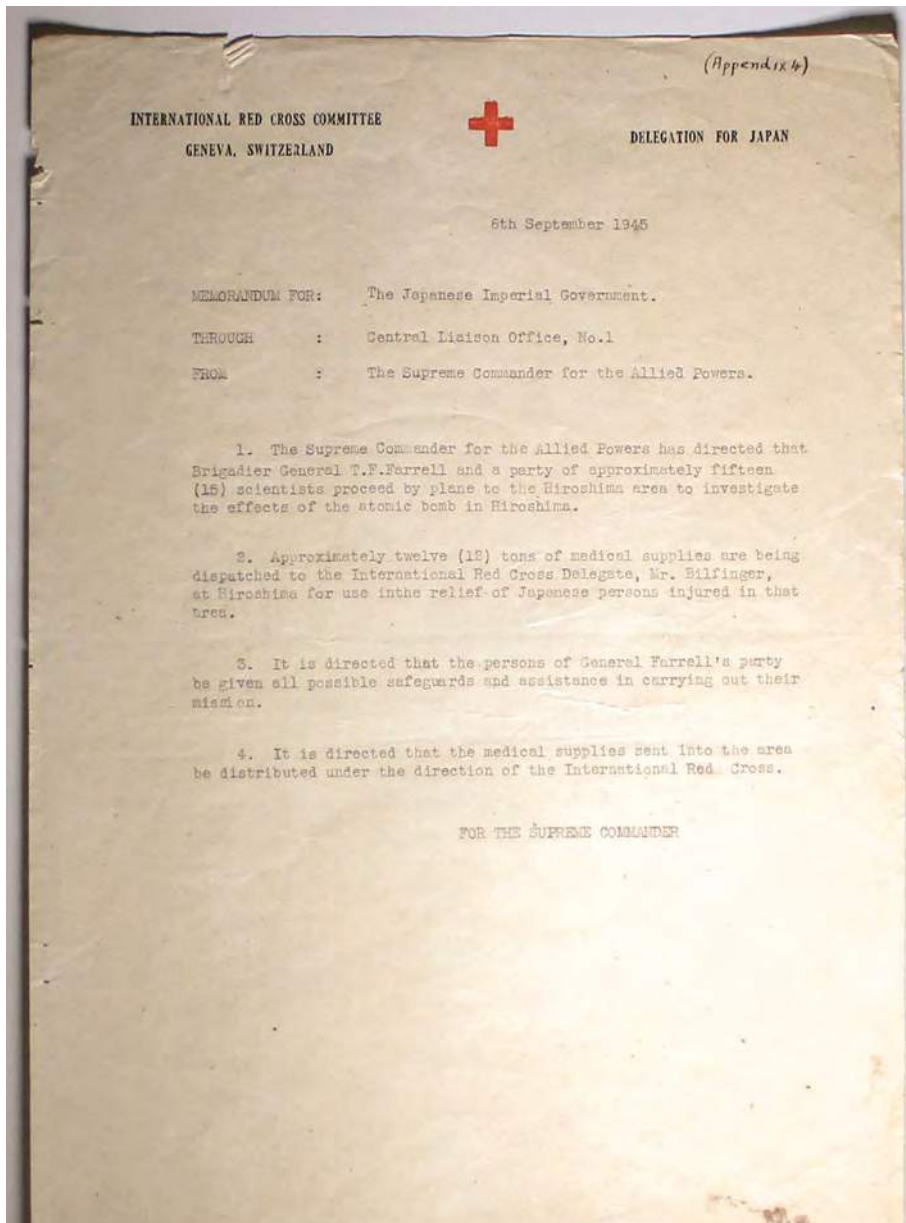 (Appendix 4)
INTERNATIONAL RED CROSS COMMITTEE
GENEVA, SWITZERLAND
DELEGATION FOR JAPAN
6th September 1945
MEMORANDUM FOR: The Japanese Imperial Government.
THROUGH : Central Liaison Office, No.1
FROM : The Supreme Commander for the Allied Powers.
1. The Supreme Commander for the Allied Powers has directed that
Brigadier General T.F.Farrell and a party of approximately fifteen
(15) scientists proceed by plane to the Hiroshima area to investigate
the effects of the atomic bomb in Hiroshima.
2. Approximately twelve (12) tons of medical supplies are being
dispatched to the International Red Cross Delegate, Mr. Bilfinger,
at Hiroshima for use inthe relief of Japanese persons injured in that
area.
3. It is directed that the persons of General Farrell's party
be given all possible safeguards and assistance in carrying out their
mission.
4. It is directed that the medical supplies sent into the area
be distributed under the direction of the International Red Cross.
FOR THE SUPREME COMMANDER